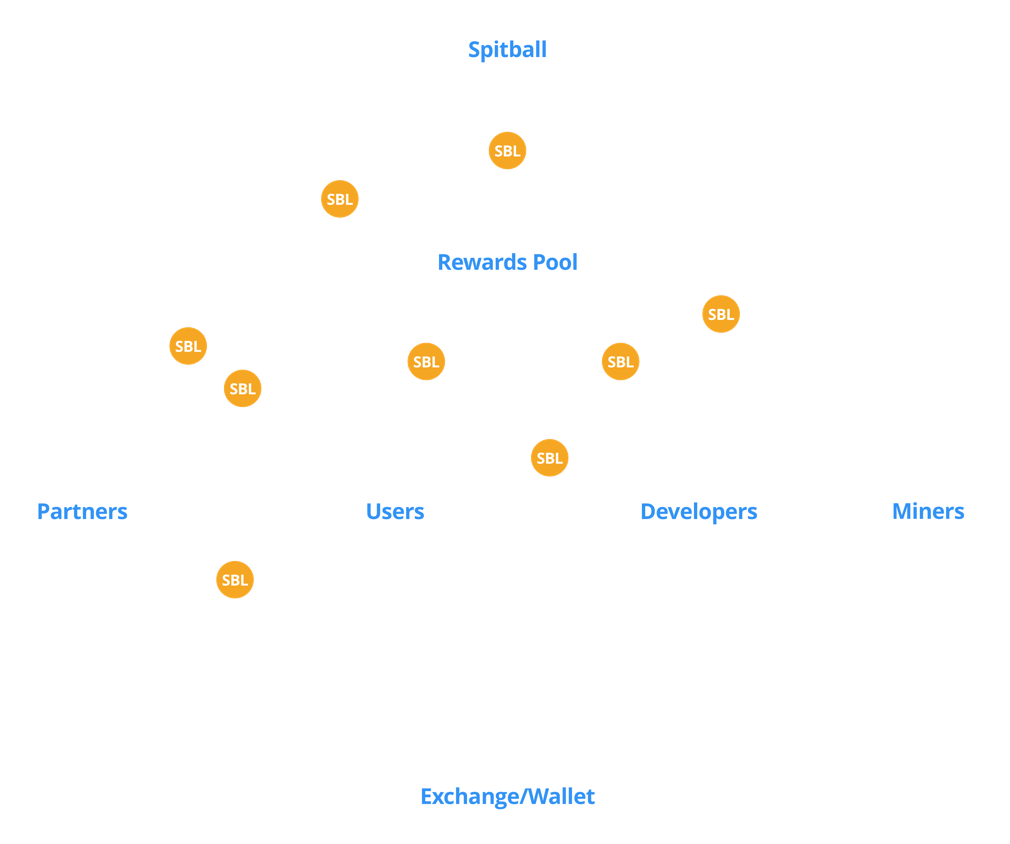 Spitball
SBL
SBL
Rewards Pool
SBL
SBL
SBL
SBL
SBL
SBL
Partners
Users
Developers
Miners
SBL
Exchange/Wallet